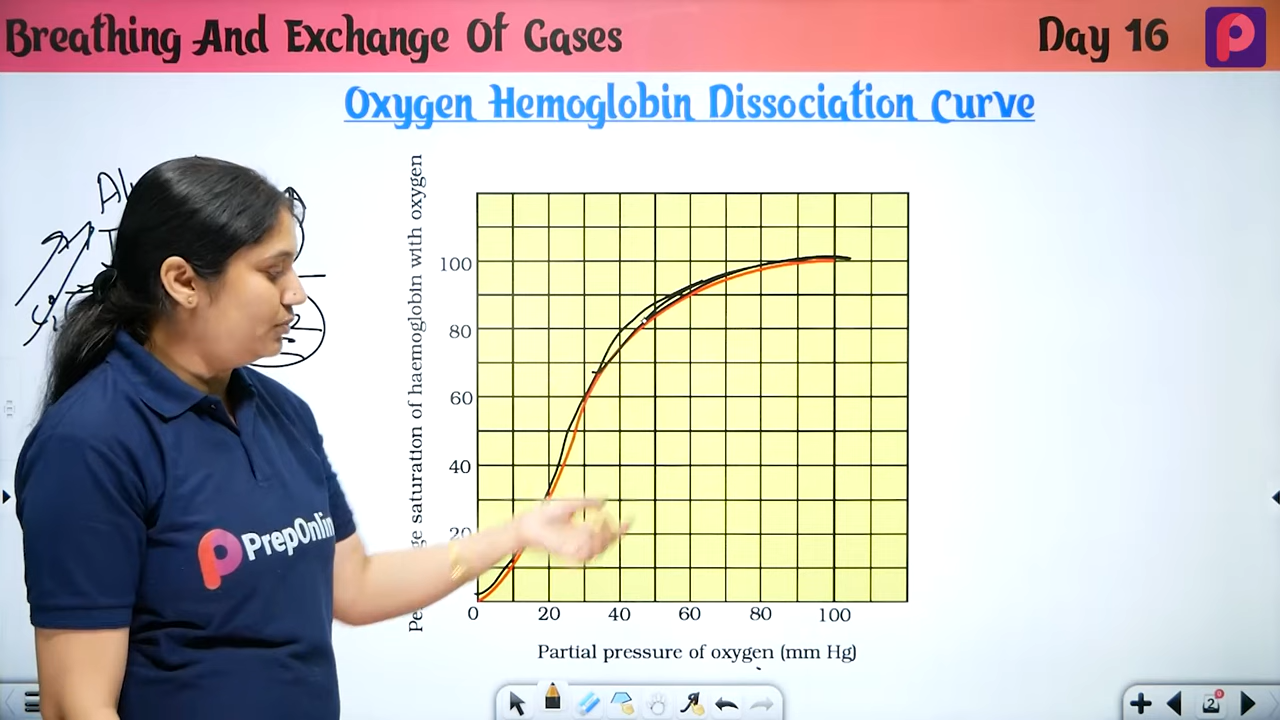 Breathing And Exchange Of Gases
Day 16
Oxygen Hemoglobin Dissociation Curve
saturation of haemoglobin with oxygen
100
80
60
40
20
0 20 40 60 80 100
Partial pressure of oxygen (mm Hg)
PrepOnlin
2